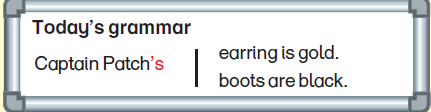 Today's grammar
Captain Patch's
earring is gold.
boots are black.